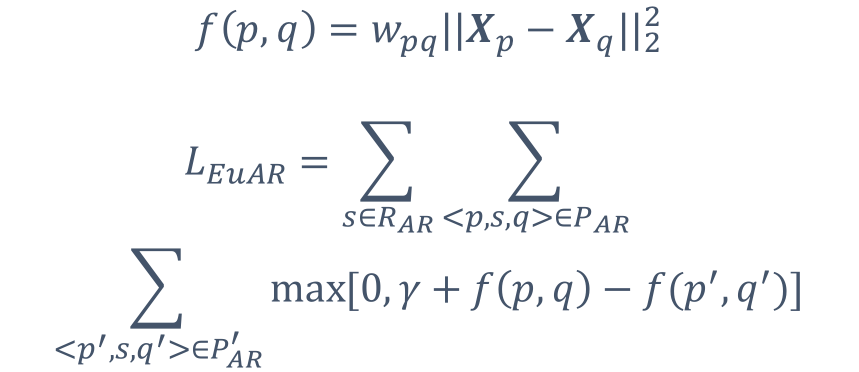 f(p, q) = w_{pq}||X_p − X_q||_2^2
L_{EuAR} = ∑_{s∈R_{AR}} ∑_{<p,s,q>∈P_{AR}}
∑_{<p′,s,q′>∈P′_{AR}} max[0, γ + f(p, q) − f(p′, q′)]